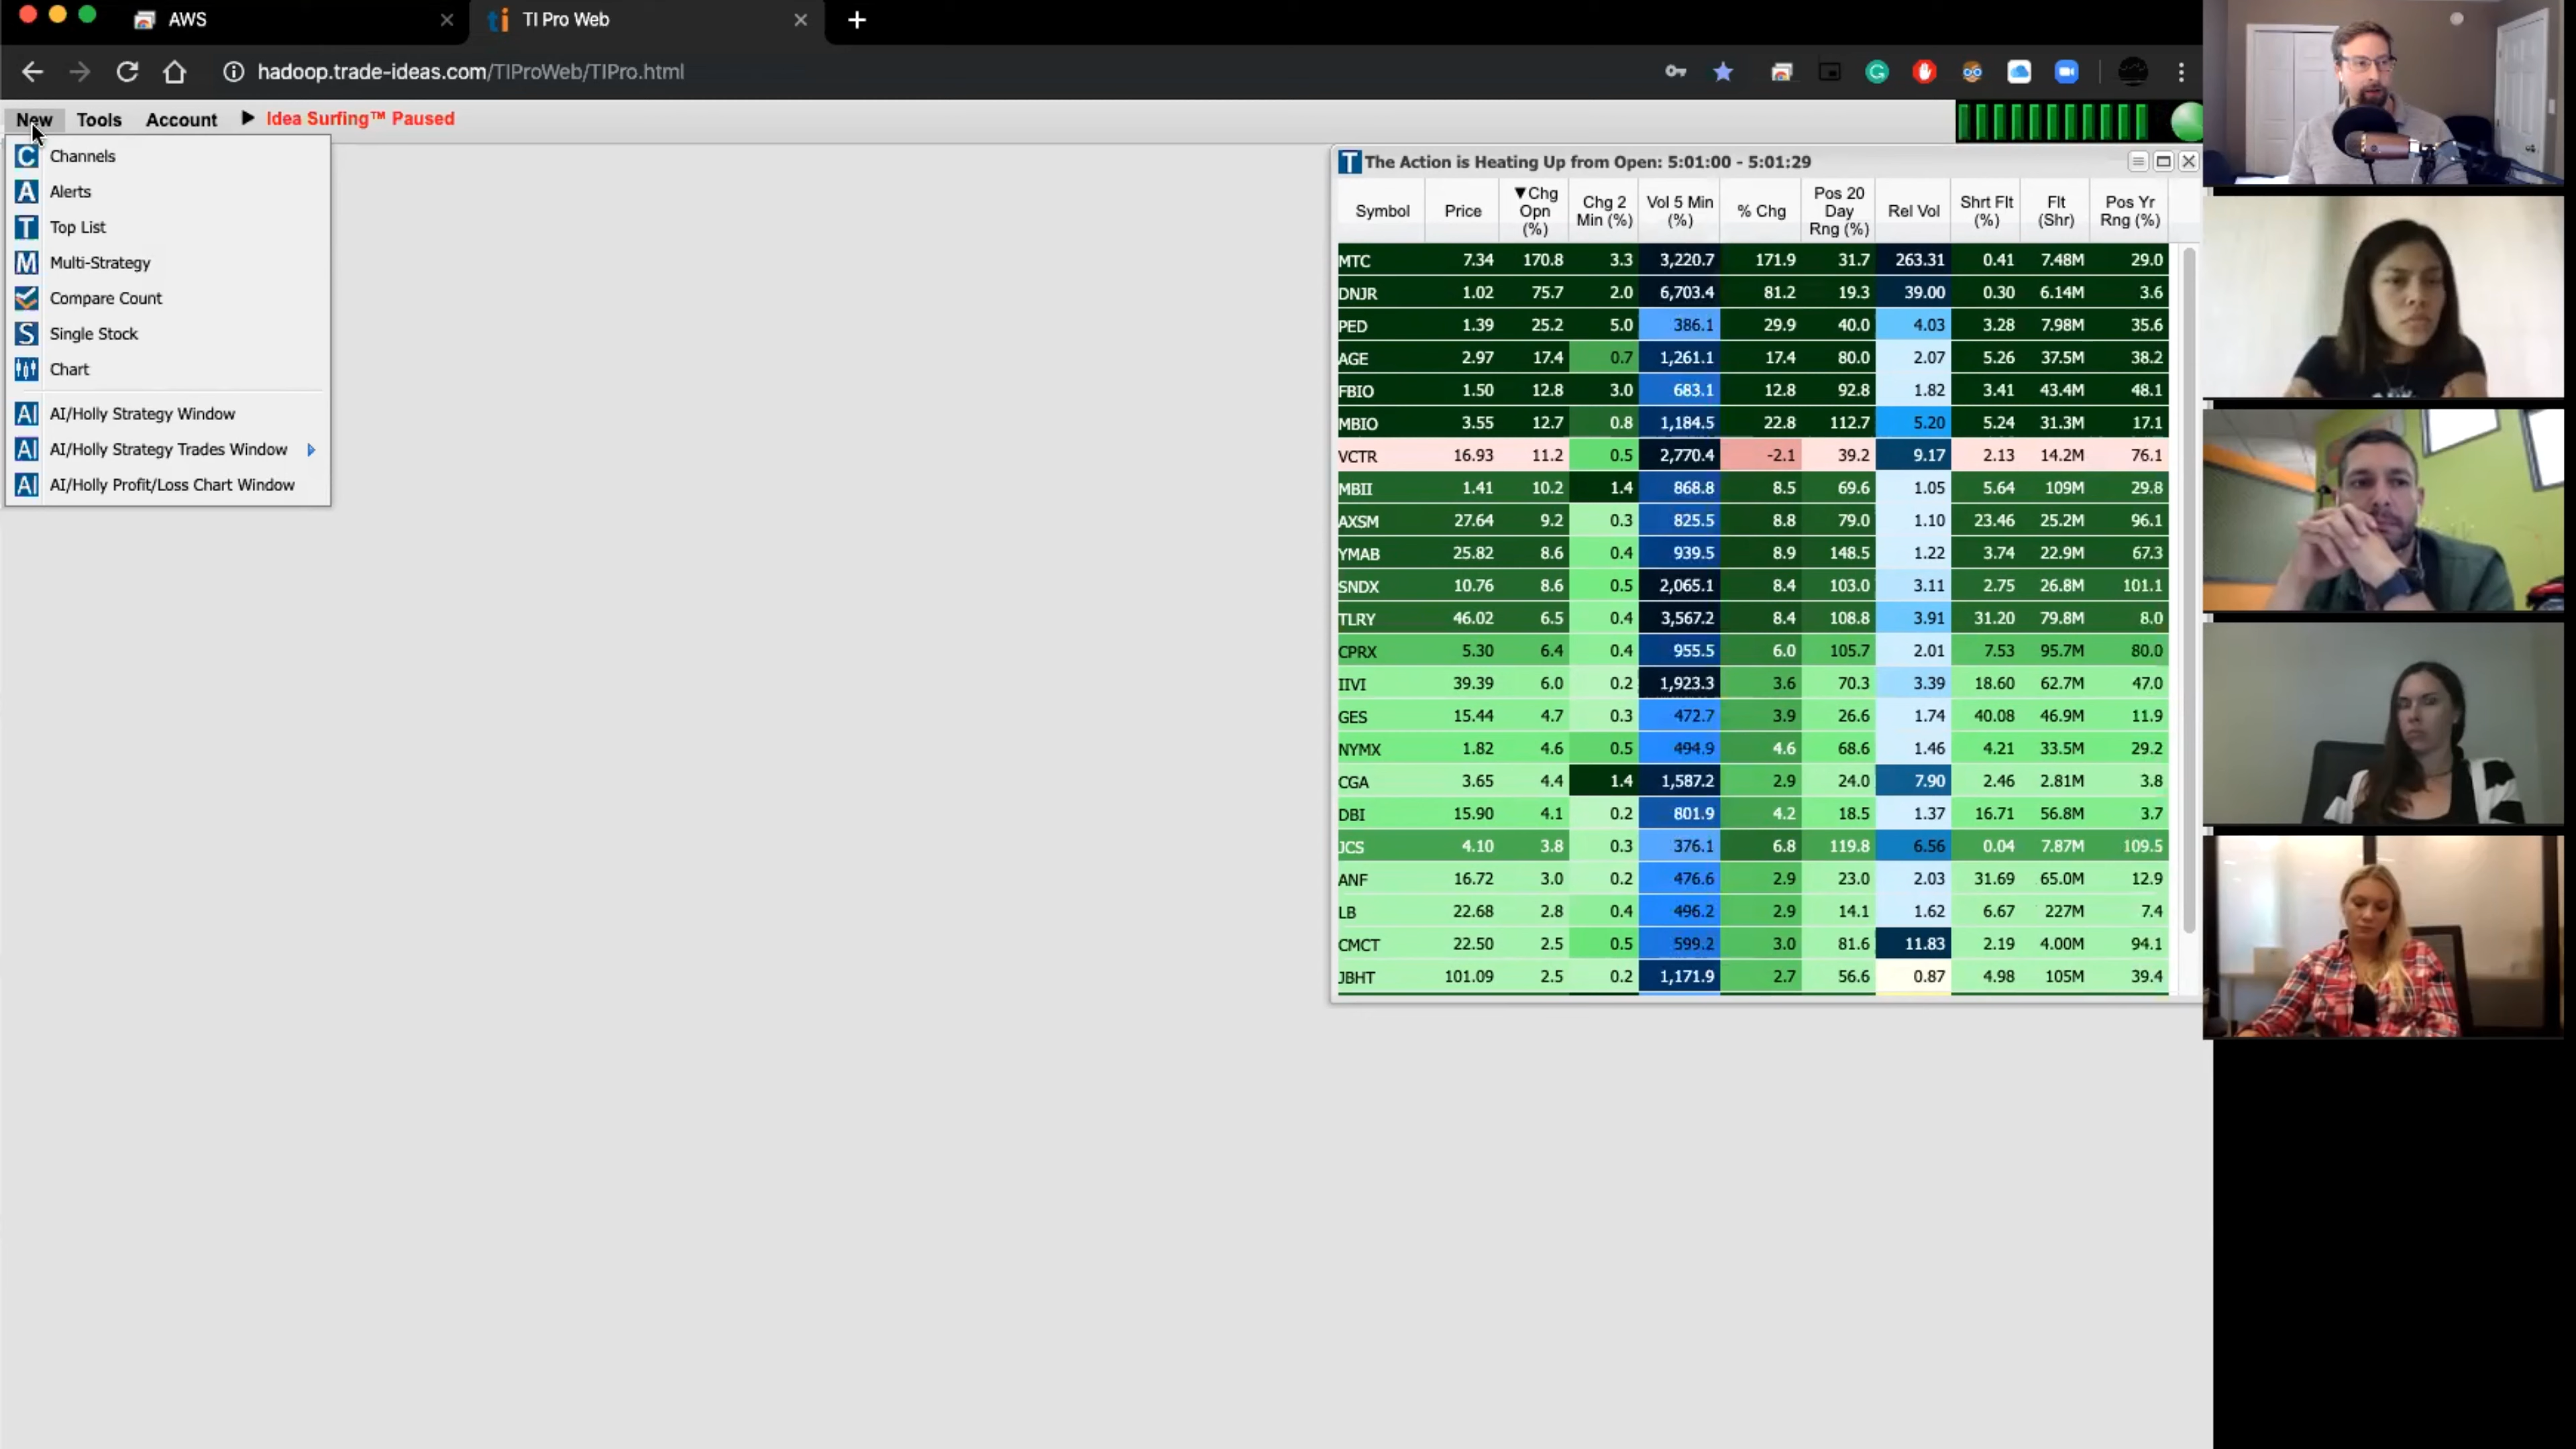 AWS
ti TI Pro Web
hadoop.trade-ideas.com/TIProWeb/TIPro.html
New Tools Account Idea Surfing™ Paused
C Channels
A Alerts
T Top List
M Multi-Strategy
Compare Count
S Single Stock
Chart
AI AI/Holly Strategy Window
AI AI/Holly Strategy Trades Window
AI AI/Holly Profit/Loss Chart Window
T The Action is Heating Up from Open: 5:01:00 - 5:01:29
Symbol Price ▼Chg Opn (%) Chg 2 Min (%) Vol 5 Min (%) % Chg Pos 20 Day Rng (%) Rel Vol Shrt Flt (%) Flt (Shr) Pos Yr Rng (%)
MTC 7.34 170.8 3.3 3,220.7 171.9 31.7 263.31 0.41 7.48M 29.0
DNJR 1.02 75.7 2.0 6,703.4 81.2 19.3 39.00 0.30 6.14M 3.6
PED 1.39 25.2 5.0 386.1 29.9 40.0 4.03 3.28 7.98M 35.6
AGE 2.97 17.4 0.7 1,261.1 17.4 80.0 2.07 5.26 37.5M 38.2
FBIO 1.50 12.8 3.0 683.1 12.8 92.8 1.82 3.41 43.4M 48.1
MBIO 3.55 12.7 0.8 1,184.5 22.8 112.7 5.20 5.24 31.3M 17.1
VCTR 16.93 11.2 0.5 2,770.4 -2.1 39.2 9.17 2.13 14.2M 76.1
MBII 1.41 10.2 1.4 868.8 8.5 69.6 1.05 5.64 109M 29.8
AXSM 27.64 9.2 0.3 825.5 8.8 79.0 1.10 23.46 25.2M 96.1
YMAB 25.82 8.6 0.4 939.5 8.9 148.5 1.22 3.74 22.9M 67.3
SNDX 10.76 8.6 0.5 2,065.1 8.4 103.0 3.11 2.75 26.8M 101.1
TLRY 46.02 6.5 0.4 3,567.2 8.4 108.8 3.91 31.20 79.8M 8.0
CPRX 5.30 6.4 0.4 955.5 6.0 105.7 2.01 7.53 95.7M 80.0
IIVI 39.39 6.0 0.2 1,923.3 3.6 70.3 3.39 18.60 62.7M 47.0
GES 15.44 4.7 0.3 472.7 3.9 26.6 1.74 40.08 46.9M 11.9
NYMX 1.82 4.6 0.5 494.9 4.6 68.6 1.46 4.21 33.5M 29.2
CGA 3.65 4.4 1.4 1,587.2 2.9 24.0 7.90 2.46 2.81M 3.8
DBI 15.90 4.1 0.2 801.9 4.2 18.5 1.37 16.71 56.8M 3.7
JCS 4.10 3.8 0.3 376.1 6.8 119.8 6.56 0.04 7.87M 109.5
ANF 16.72 3.0 0.2 476.6 2.9 23.0 2.03 31.69 65.0M 12.9
LB 22.68 2.8 0.4 496.2 2.9 14.1 1.62 6.67 227M 7.4
CMCT 22.50 2.5 0.5 599.2 3.0 81.6 11.83 2.19 4.00M 94.1
JBHT 101.09 2.5 0.2 1,171.9 2.7 56.6 0.87 4.98 105M 39.4